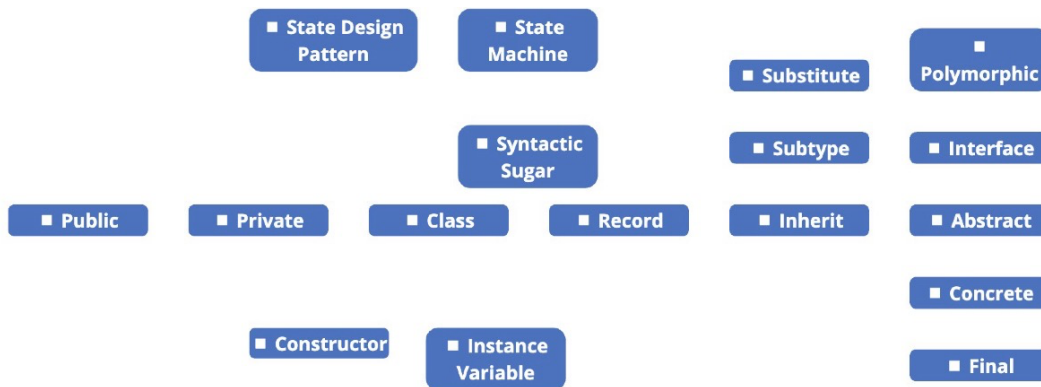 ■ State Design
Pattern
■ State
Machine
■
Polymorphic
■ Substitute
■ Syntactic
Sugar
■ Subtype
■ Interface
■ Public
■ Private
■ Class
■ Record
■ Inherit
■ Abstract
■ Concrete
■ Constructor
■ Instance
Variable
■ Final